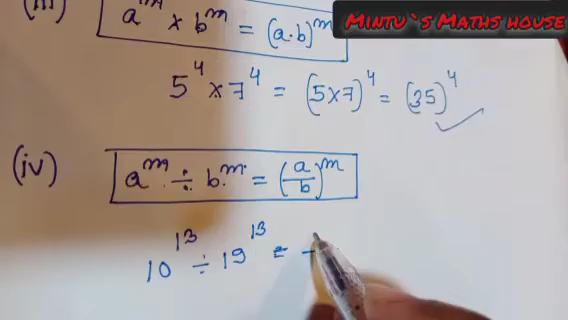 Mintu`s Maths house
(iii) a^m × b^m = (a·b)^m
5^4 × 7^4 = (5×7)^4 = (35)^4
(iv) a^m ÷ b^m = (a/b)^m
10^13 ÷ 19^13 =